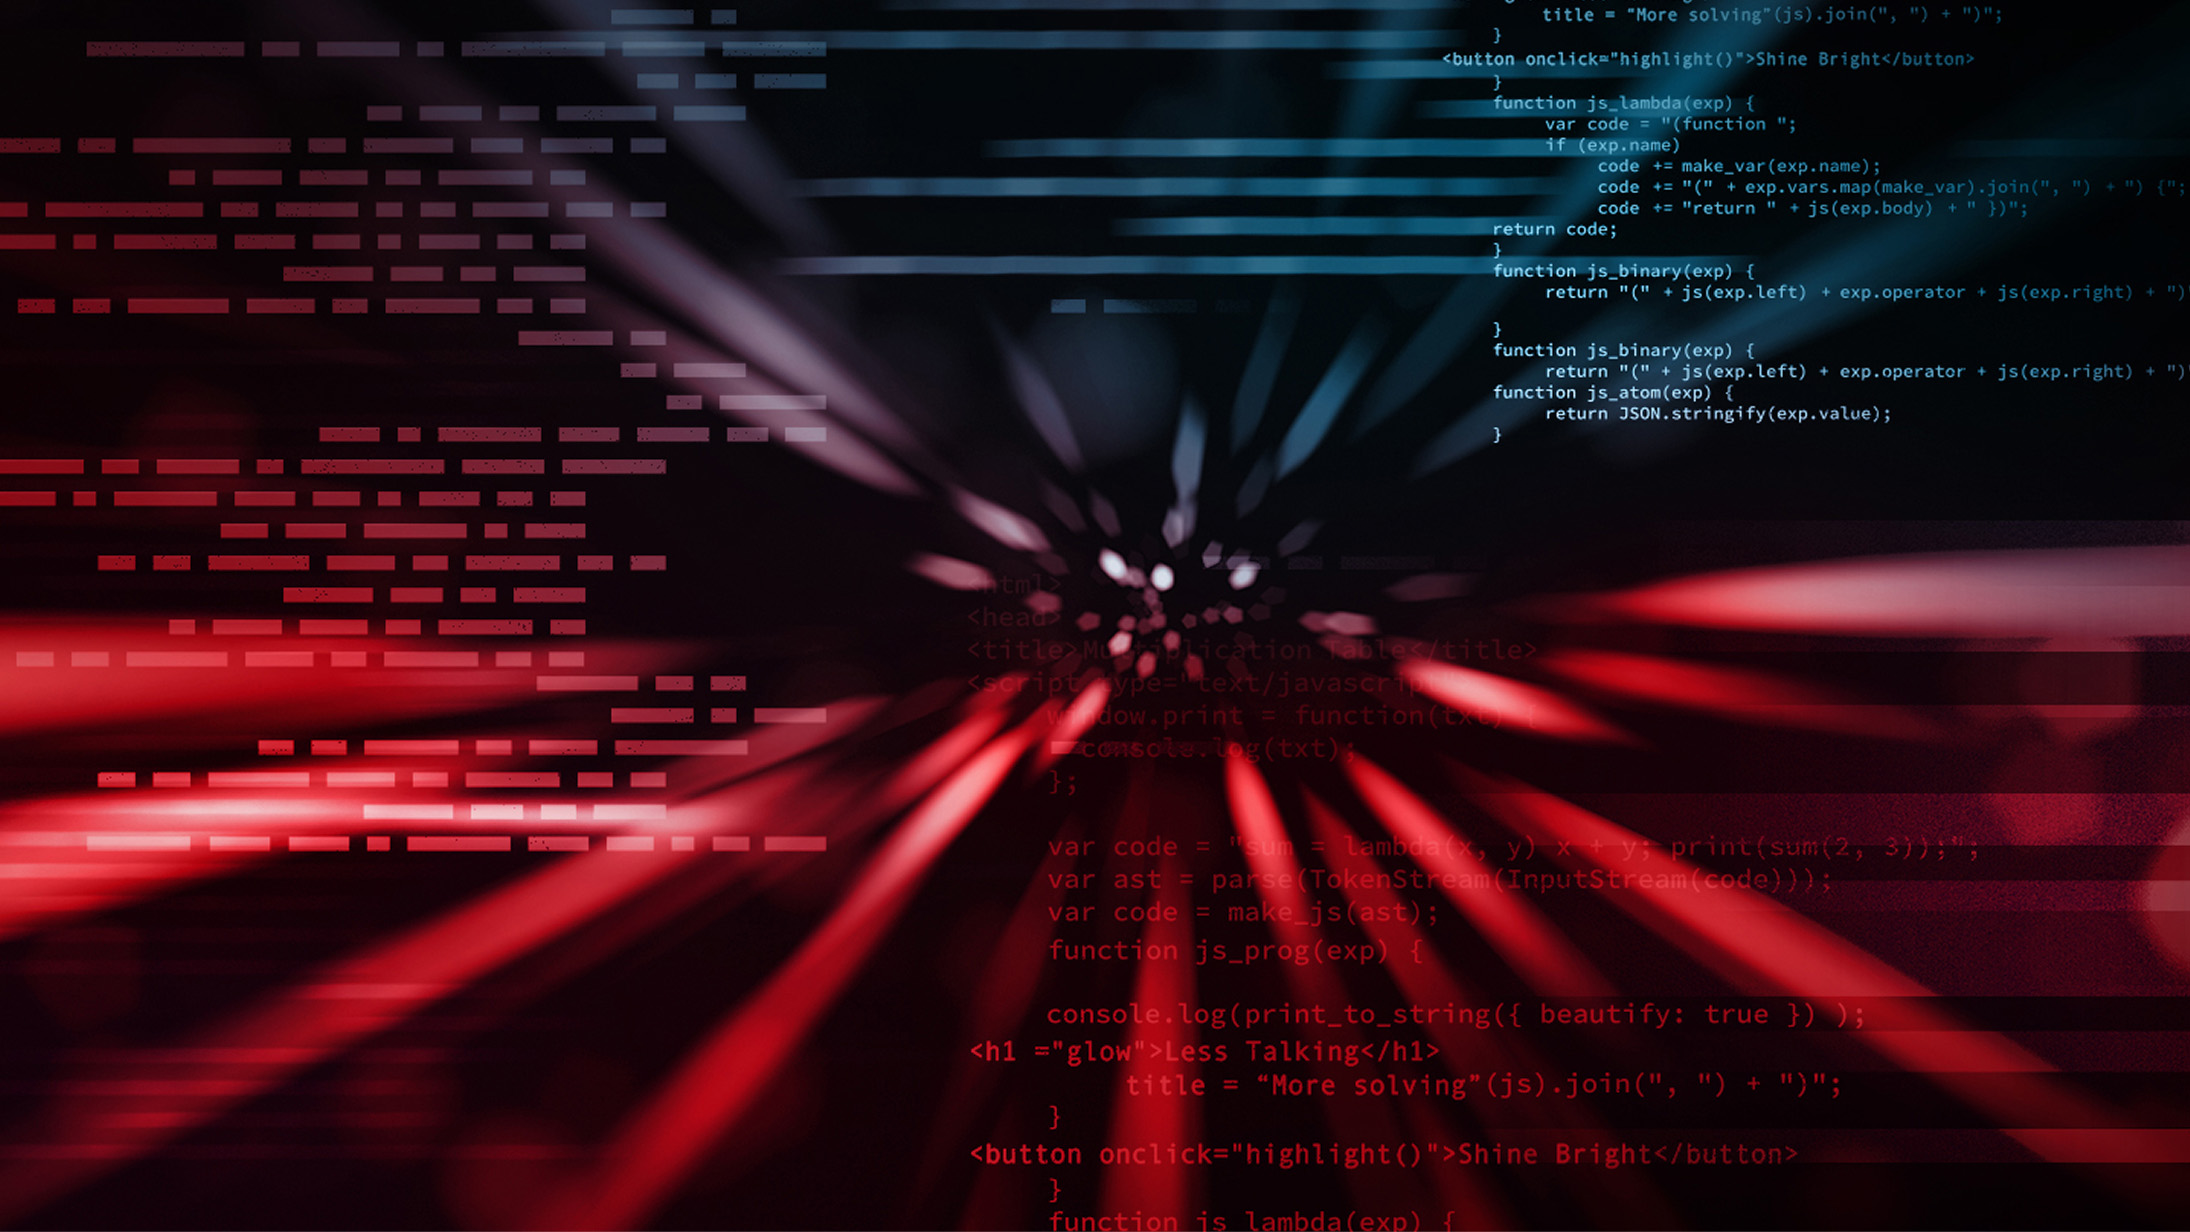 title = "More solving"(js).join(", ") + ")";
}
<button onclick="highlight()">Shine Bright</button>
}
function js_lambda(exp) {
var code = "(function ";
if (exp.name)
code += make_var(exp.name);
code += "(" + exp.vars.map(make_var).join(", ") + ") {";
code += "return " + js(exp.body) + " })";
return code;
}
function js_binary(exp) {
return "(" + js(exp.left) + exp.operator + js(exp.right) + ")"
}
function js_binary(exp) {
return "(" + js(exp.left) + exp.operator + js(exp.right) + ")"
function js_atom(exp) {
return JSON.stringify(exp.value);
}
<html>
<head>
<title>Multiplication Table</title>
<script type="text/javascript">
window.print = function(txt) {
console.log(txt);
};
var code = "sum = lambda(x, y) x + y; print(sum(2, 3));";
var ast = parse(TokenStream(InputStream(code)));
var code = make_js(ast);
function js_prog(exp) {
console.log(print_to_string({ beautify: true }) );
<h1 ="glow">Less Talking</h1>
title = "More solving"(js).join(", ") + ")";
}
<button onclick="highlight()">Shine Bright</button>
}
function js_lambda(exp) {